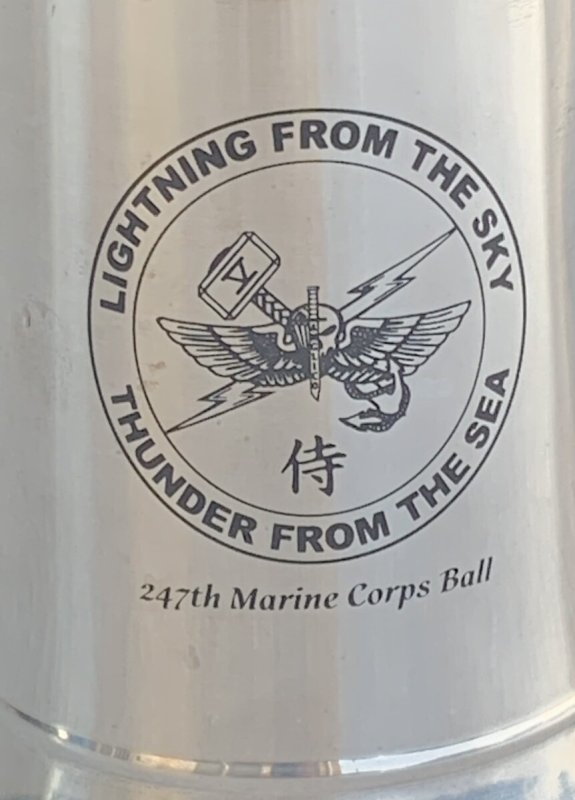 LIGHTNING FROM THE SKY
侍
THUNDER FROM THE SEA
247th Marine Corps Ball